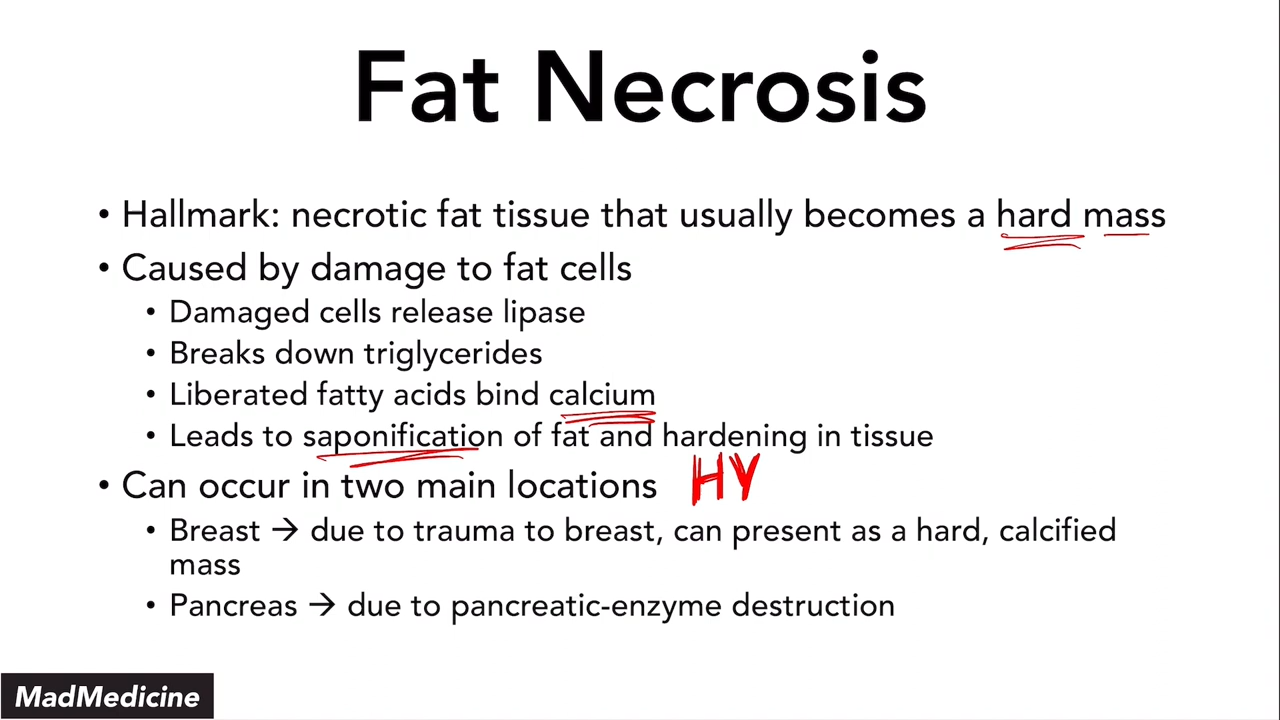 Fat Necrosis
• Hallmark: necrotic fat tissue that usually becomes a hard mass
• Caused by damage to fat cells
• Damaged cells release lipase
• Breaks down triglycerides
• Liberated fatty acids bind calcium
• Leads to saponification of fat and hardening in tissue
• Can occur in two main locations HY
• Breast → due to trauma to breast, can present as a hard, calcified
mass
• Pancreas → due to pancreatic-enzyme destruction
MadMedicine